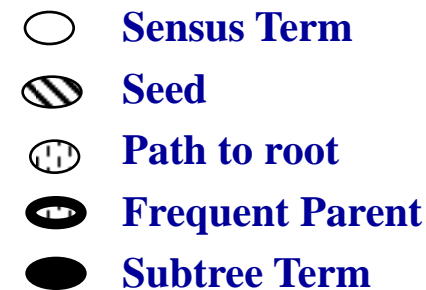 Sensus Term
Seed
Path to root
Frequent Parent
Subtree Term